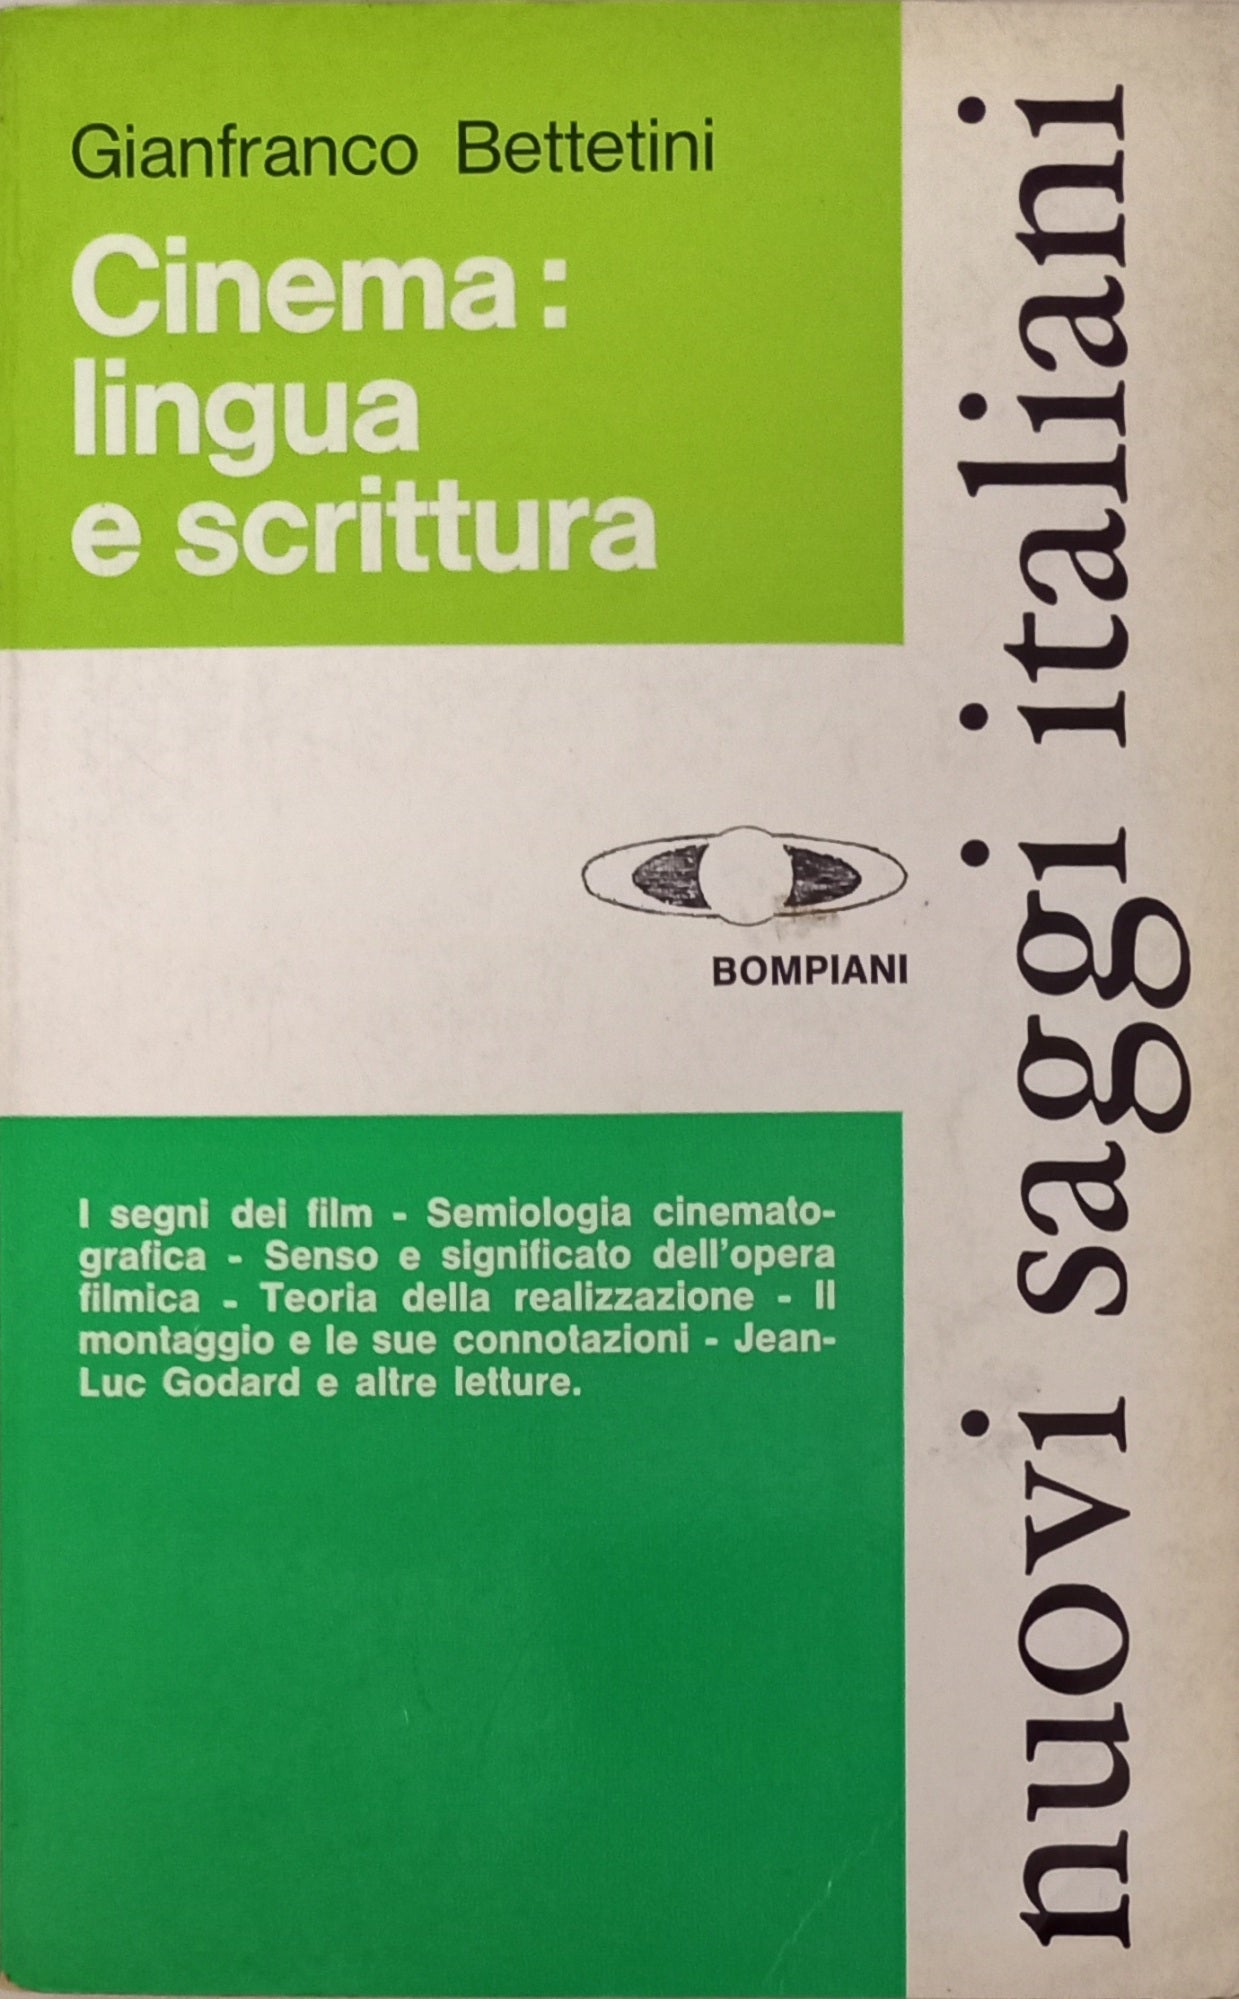 Gianfranco Bettetini
Cinema:
lingua
e scrittura
BOMPIANI
I segni dei film - Semiologia cinemato-
grafica - Senso e significato dell'opera
filmica - Teoria della realizzazione - Il
montaggio e le sue connotazioni - Jean-
Luc Godard e altre letture.
nuovi saggi italiani